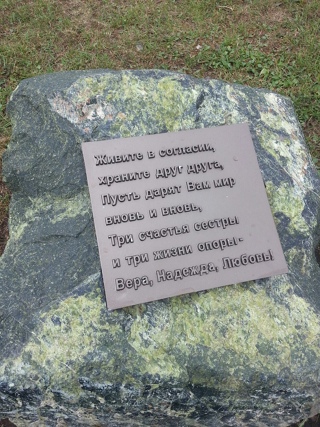 Живите в согласии,
храните друг друга,
Пусть дарят Вам мир
вновь и вновь,
Три счастья сестры
и три жизни опоры-
Вера, Надежда, Любовь!